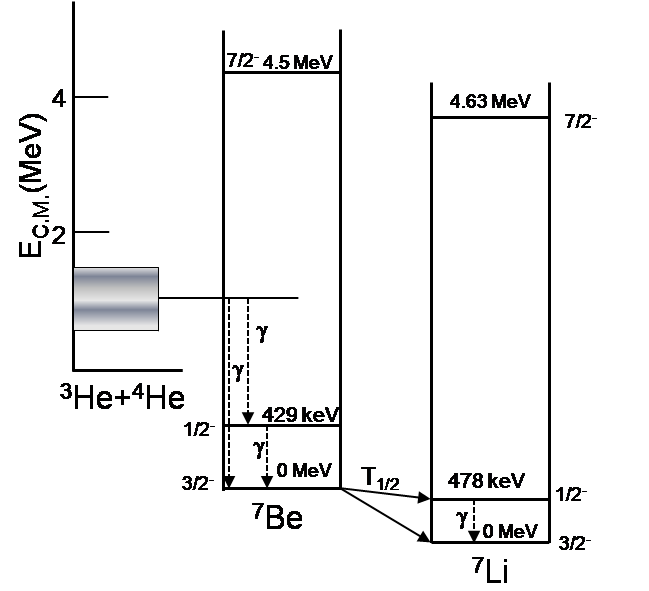 E_C.M. (MeV)
4
2
³He+⁴He
7/2⁻ 4.5 MeV
γ
γ
429 keV
1/2⁻
γ
0 MeV
3/2⁻
⁷Be
T₁/₂
4.63 MeV
7/2⁻
478 keV
1/2⁻
γ
0 MeV
3/2⁻
⁷Li